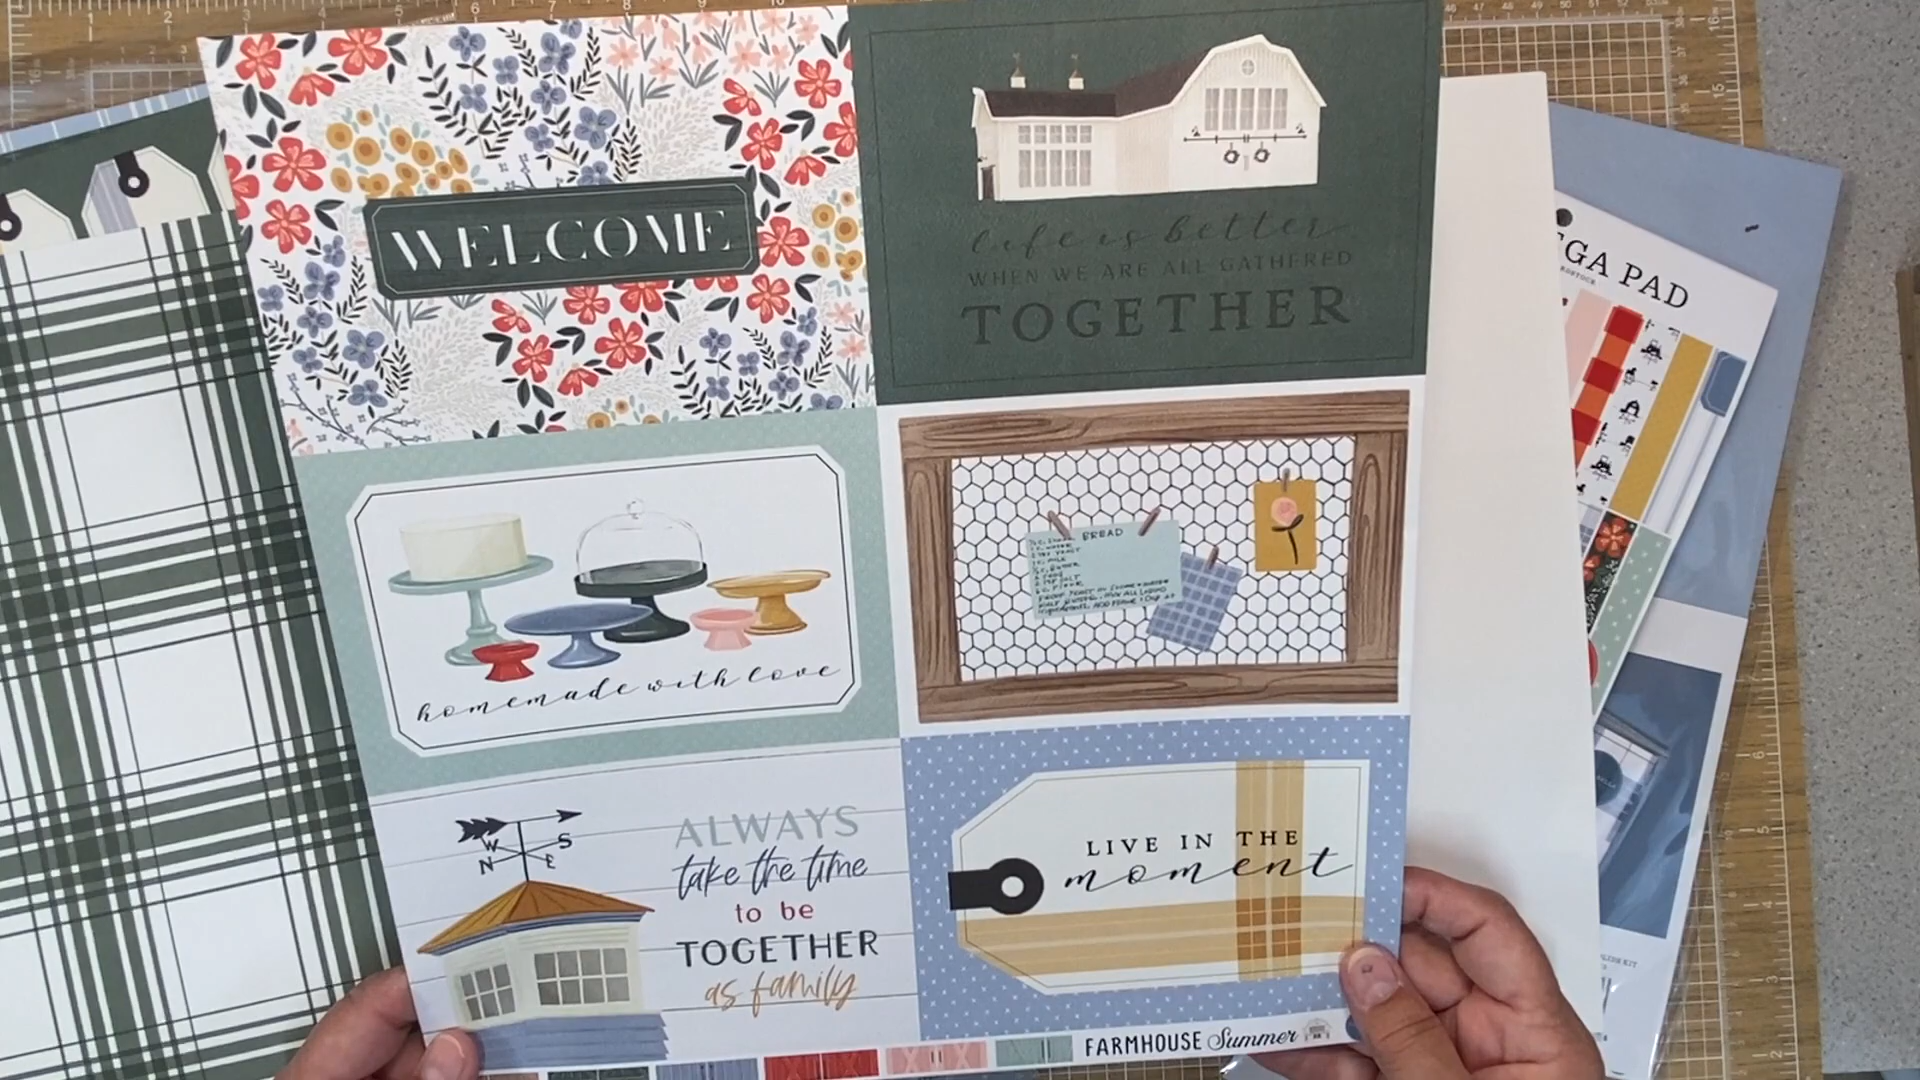 WELCOME
life is better
WHEN WE ARE ALL GATHERED
TOGETHER
GA PAD
homemade with love
BREAD
W S
N E
ALWAYS
take the time
to be
TOGETHER
as family
LIVE IN THE
moment
FARMHOUSE Summer